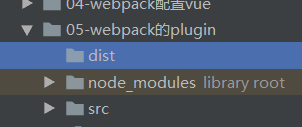 04-webpack配置vue
05-webpack的plugin
dist
node_modules library root
src